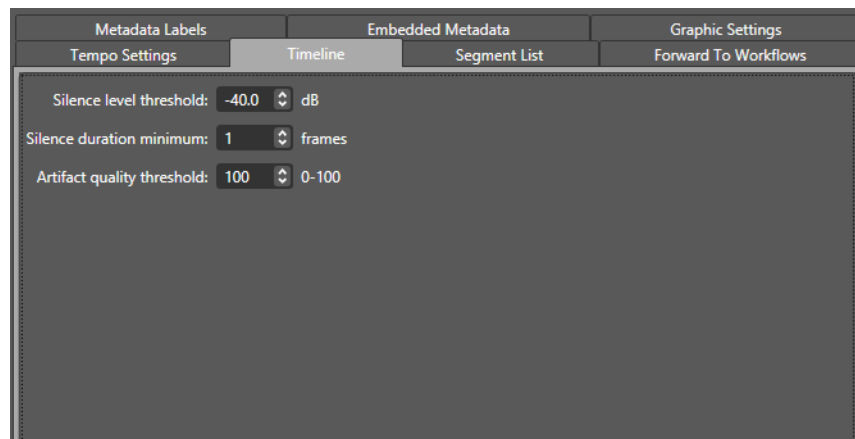 Metadata Labels Embedded Metadata Graphic Settings
Tempo Settings Timeline Segment List Forward To Workflows
Silence level threshold: -40.0 dB
Silence duration minimum: 1 frames
Artifact quality threshold: 100 0-100